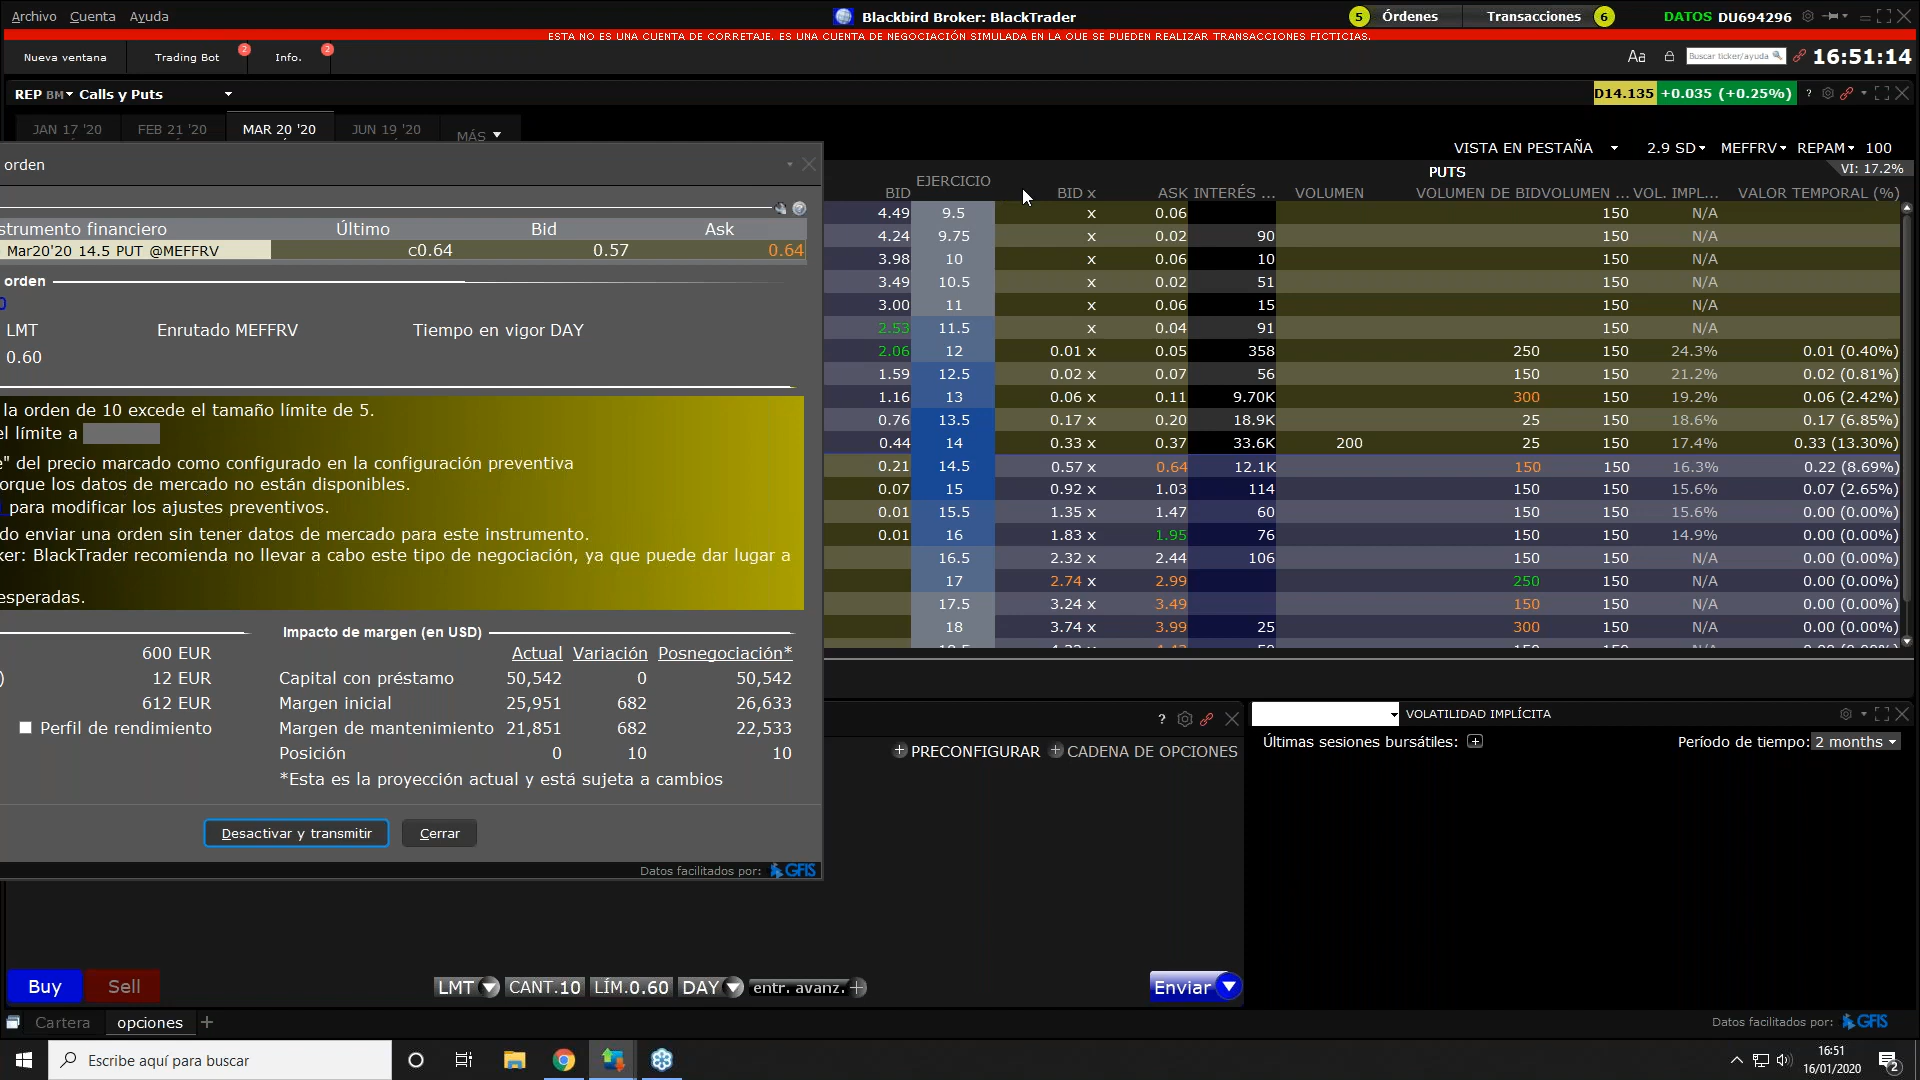 Archivo Cuenta Ayuda
Blackbird Broker: BlackTrader
5 Órdenes Transacciones 6 DATOS DU694296
ESTA NO ES UNA CUENTA DE CORRETAJE. ES UNA CUENTA DE NEGOCIACIÓN SIMULADA EN LA QUE SE PUEDEN REALIZAR TRANSACCIONES FICTICIAS.
Nueva ventana Trading Bot 2 Info. 2
Aa Buscar ticker/ayuda 16:51:14
REP BM Calls y Puts
D14.135 +0.035 (+0.25%) ?
JAN 17 '20 FEB 21 '20 MAR 20 '20 JUN 19 '20 MÁS
VISTA EN PESTAÑA 2.9 SD MEFFRV REPAM 100
PUTS VI: 17.2%
BID EJERCICIO BID x ASK INTERÉS ... VOLUMEN VOLUMEN DE BID VOLUMEN ... VOL. IMPL... VALOR TEMPORAL (%)
4.49 9.5 x 0.06 150 N/A
4.24 9.75 x 0.02 90 150 N/A
3.98 10 x 0.06 10 150 N/A
3.49 10.5 x 0.02 51 150 N/A
3.00 11 x 0.06 15 150 N/A
2.53 11.5 x 0.04 91 150 N/A
2.06 12 0.01 x 0.05 358 250 150 24.3% 0.01 (0.40%)
1.59 12.5 0.02 x 0.07 56 150 150 21.2% 0.02 (0.81%)
1.16 13 0.06 x 0.11 9.70K 300 150 19.2% 0.06 (2.42%)
0.76 13.5 0.17 x 0.20 18.9K 25 150 18.6% 0.17 (6.85%)
0.44 14 0.33 x 0.37 33.6K 200 25 150 17.4% 0.33 (13.30%)
0.21 14.5 0.57 x 0.64 12.1K 150 150 16.3% 0.22 (8.69%)
0.07 15 0.92 x 1.03 114 150 150 15.6% 0.07 (2.65%)
0.01 15.5 1.35 x 1.47 60 150 150 15.6% 0.00 (0.00%)
0.01 16 1.83 x 1.95 76 150 150 14.9% 0.00 (0.00%)
16.5 2.32 x 2.44 106 150 150 N/A 0.00 (0.00%)
17 2.74 x 2.99 250 150 N/A 0.00 (0.00%)
17.5 3.24 x 3.49 150 150 N/A 0.00 (0.00%)
18 3.74 x 3.99 25 300 150 N/A 0.00 (0.00%)
orden
strumento financiero Último Bid Ask
Mar20'20 14.5 PUT @MEFFRV c0.64 0.57 0.64
orden
LMT Enrutado MEFFRV Tiempo en vigor DAY
0.60
la orden de 10 excede el tamaño límite de 5.
el límite a
e" del precio marcado como configurado en la configuración preventiva
orque los datos de mercado no están disponibles.
para modificar los ajustes preventivos.
do enviar una orden sin tener datos de mercado para este instrumento.
ker: BlackTrader recomienda no llevar a cabo este tipo de negociación, ya que puede dar lugar a
esperadas.
Impacto de margen (en USD)
600 EUR Actual Variación Posnegociación*
) 12 EUR Capital con préstamo 50,542 0 50,542
612 EUR Margen inicial 25,951 682 26,633
Perfil de rendimiento Margen de mantenimiento 21,851 682 22,533
Posición 0 10 10
*Esta es la proyección actual y está sujeta a cambios
Desactivar y transmitir Cerrar
Datos facilitados por: GFIS
?
+ PRECONFIGURAR + CADENA DE OPCIONES
VOLATILIDAD IMPLÍCITA
Últimas sesiones bursátiles: + Período de tiempo: 2 months
Buy Sell LMT CANT.10 LÍM.0.60 DAY entr. avanz. + Enviar
Cartera opciones +
Datos facilitados por: GFIS
Escribe aquí para buscar
16:51
16/01/2020
2